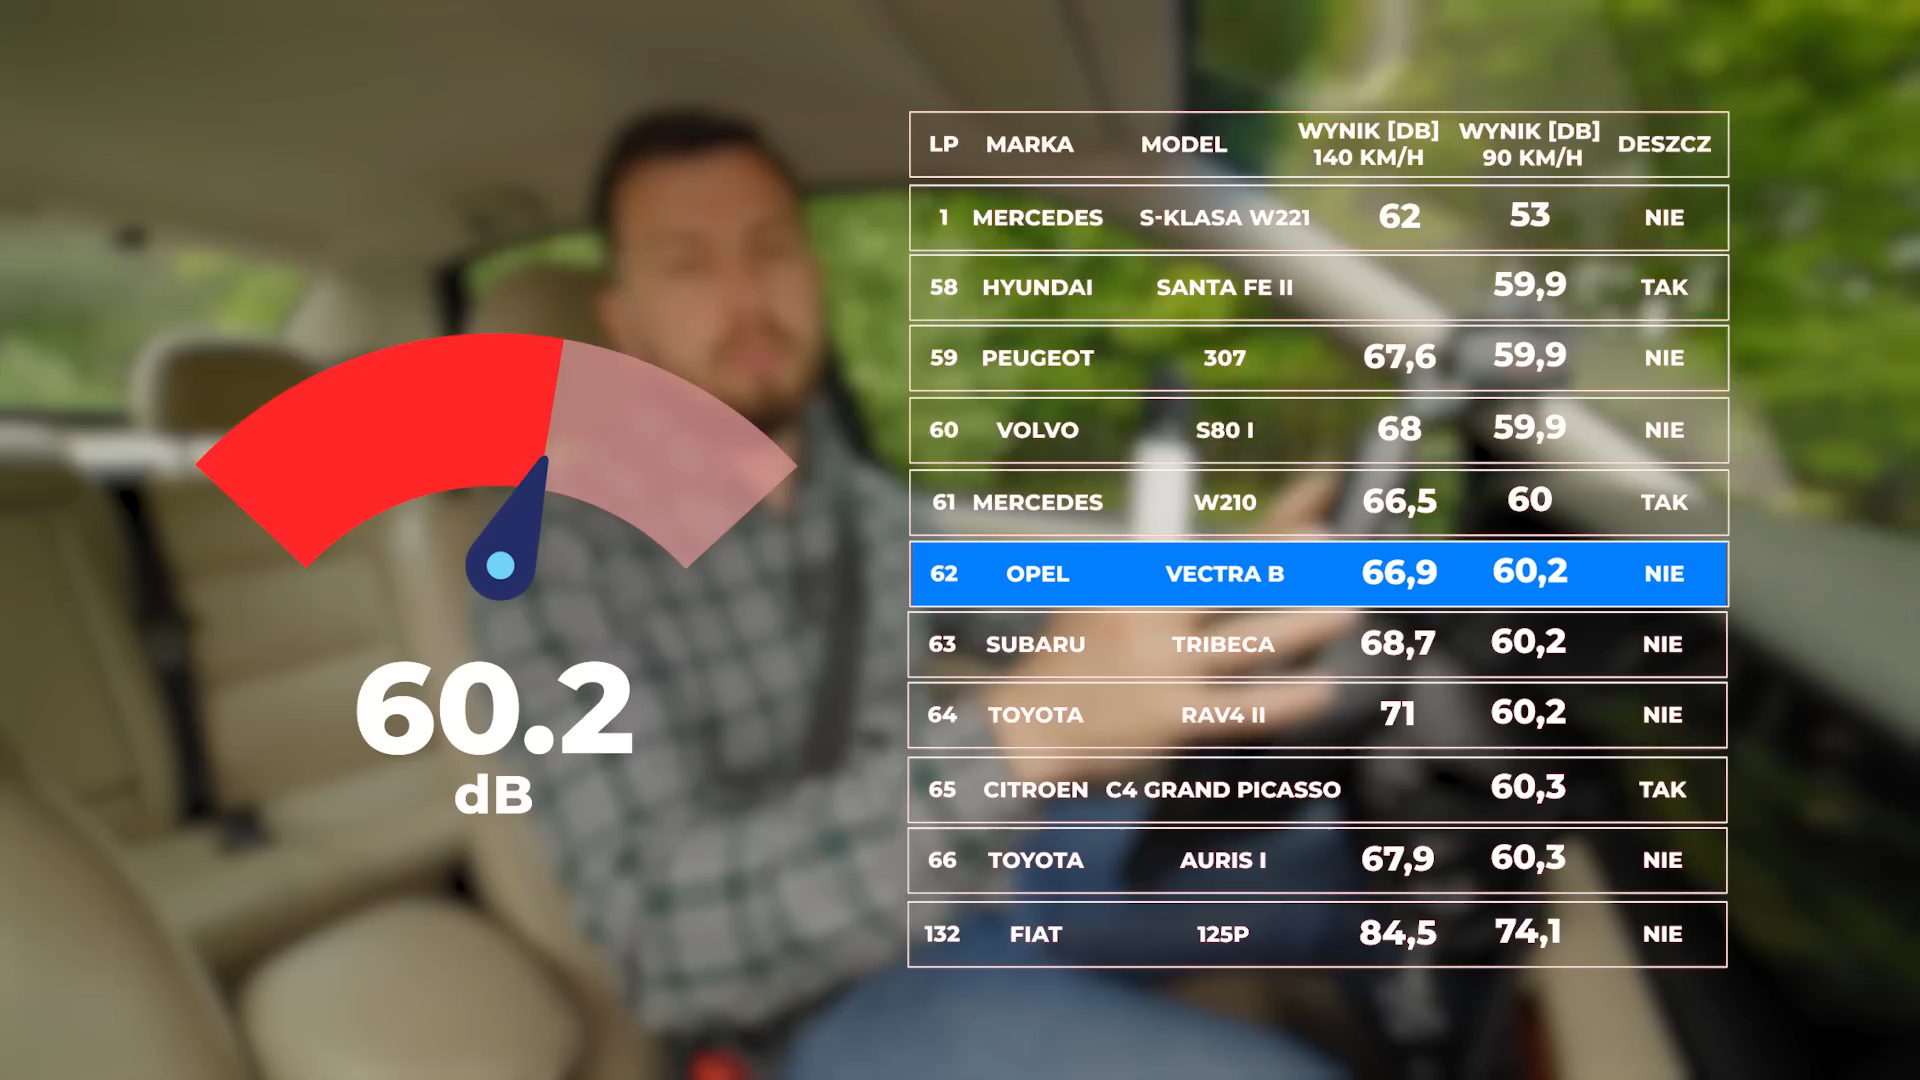 60.2
dB
LP MARKA MODEL WYNIK [DB] 140 KM/H WYNIK [DB] 90 KM/H DESZCZ
1 MERCEDES S-KLASA W221 62 53 NIE
58 HYUNDAI SANTA FE II 59,9 TAK
59 PEUGEOT 307 67,6 59,9 NIE
60 VOLVO S80 I 68 59,9 NIE
61 MERCEDES W210 66,5 60 TAK
62 OPEL VECTRA B 66,9 60,2 NIE
63 SUBARU TRIBECA 68,7 60,2 NIE
64 TOYOTA RAV4 II 71 60,2 NIE
65 CITROEN C4 GRAND PICASSO 60,3 TAK
66 TOYOTA AURIS I 67,9 60,3 NIE
132 FIAT 125P 84,5 74,1 NIE